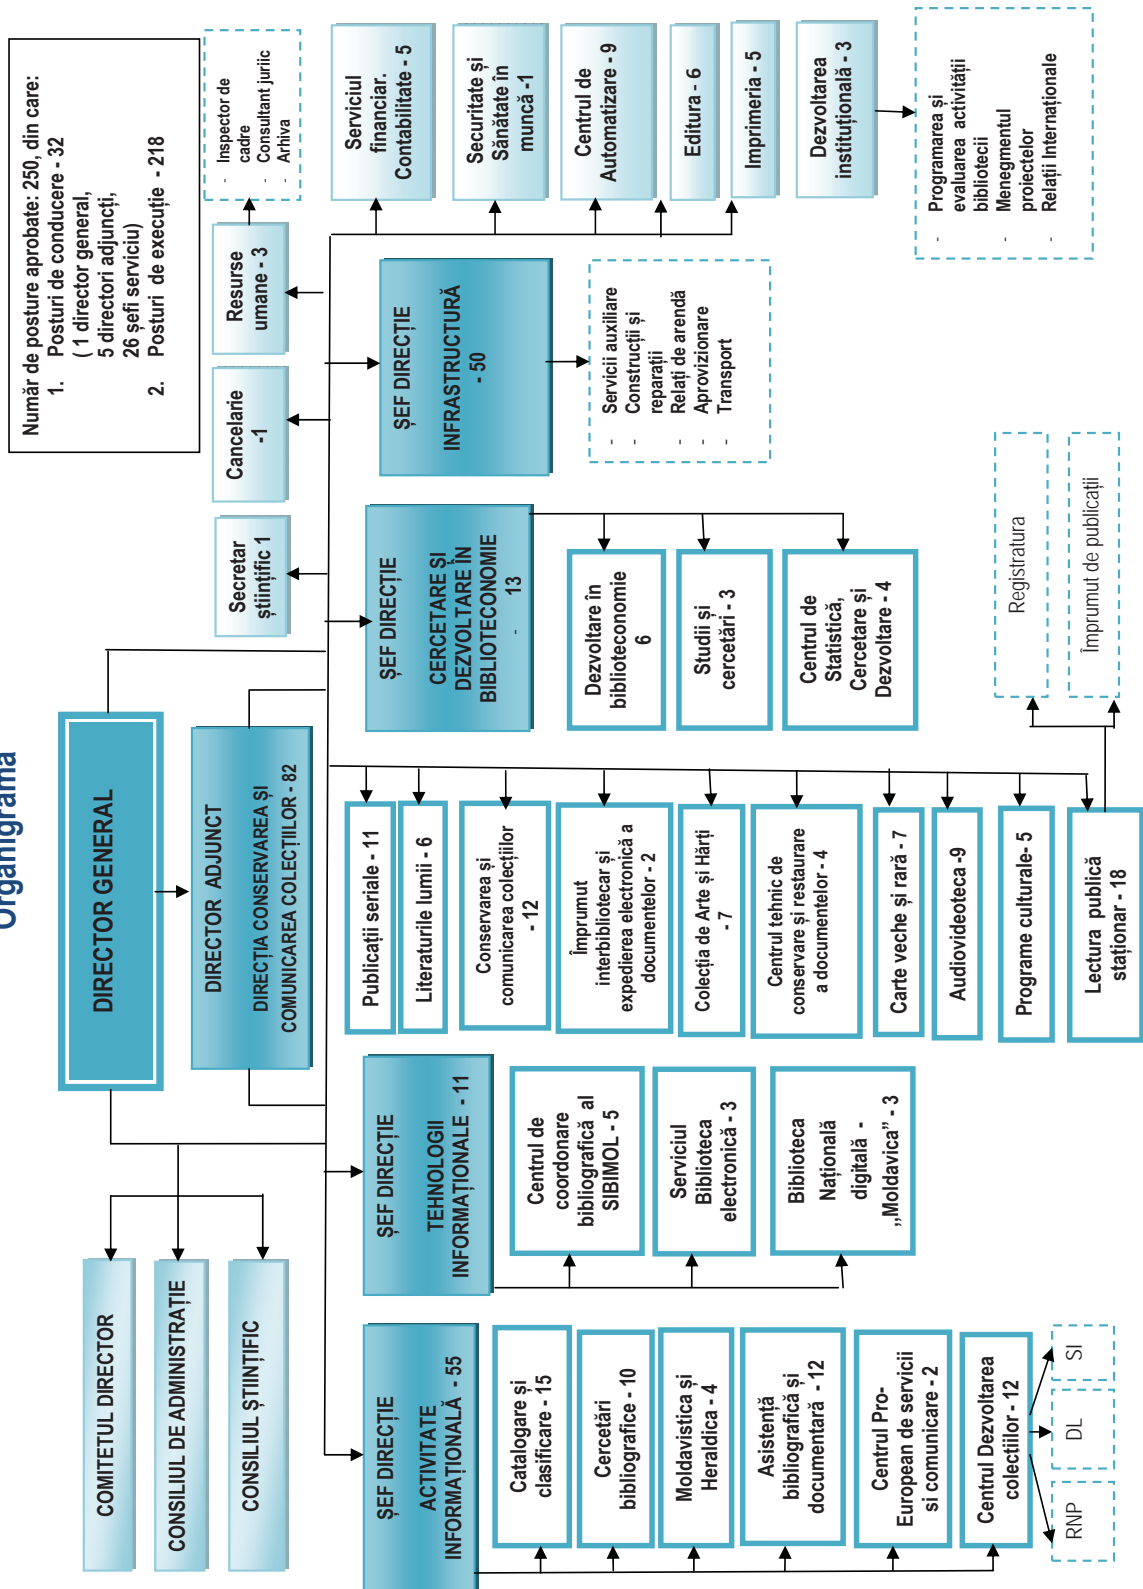 Organigrama
Număr de posture aprobate: 250, din care:
1. Posturi de conducere - 32
( 1 director general,
5 directori adjuncți,
26 șefi serviciu)
2. Posturi de execuție - 218
DIRECTOR GENERAL
COMITETUL DIRECTOR
CONSILIUL DE ADMINISTRAȚIE
CONSILIUL ȘTIINȚIFIC
DIRECTOR ADJUNCT
DIRECȚIA CONSERVAREA ȘI
COMUNICAREA COLECȚIILOR - 82
Secretar
științific 1
Cancelarie
-1
Resurse
umane - 3
- Inspector de
cadre
- Consultant juriic
- Arhiva
ȘEF DIRECȚIE
ACTIVITATE
INFORMAȚIONALĂ - 55
Catalogare și
clasificare - 15
Cercetări
bibliografice - 10
Moldavistica și
Heraldica - 4
Asistență
bibliografică și
documentară - 12
Centrul Pro-
European de servicii
si comunicare - 2
Centrul Dezvoltarea
colectiilor - 12
RNP
DL
SI
ȘEF DIRECȚIE
TEHNOLOGII
INFORMAȚIONALE - 11
Centrul de
coordonare
bibliografică al
SIBIMOL - 5
Serviciul
Biblioteca
electronică - 3
Biblioteca
Națională
digitală -
,,Moldavica” - 3
Publicații seriale - 11
Literaturile lumii - 6
Conservarea și
comunicarea colecțiilor
- 12
Împrumut
interbibliotecar și
expedierea electronică a
documentelor - 2
Colecția de Arte și Hărți
- 7
Centrul tehnic de
conservare și restaurare
a documentelor - 4
Carte veche și rară - 7
Audiovideoteca -9
Programe culturale- 5
Lectura publică
staționar - 18
Registratura
Împrumut de publicații
ȘEF DIRECȚIE
CERCETARE ȘI
DEZVOLTARE ÎN
BIBLIOTECONOMIE
- 13
Dezvoltare în
biblioteconomie
6
Studii și
cercetări - 3
Centrul de
Statistică,
Cercetare și
Dezvoltare - 4
ȘEF DIRECȚIE
INFRASTRUCTURĂ
- 50
- Servicii auxiliare
- Construcții și
reparații
- Relați de arendă
- Aprovizionare
- Transport
Serviciul
financiar.
Contabilitate - 5
Securitate și
Sănătate în
muncă -1
Centrul de
Automatizare - 9
Editura - 6
Imprimeria - 5
Dezvoltarea
instituțională - 3
- Programarea și
evaluarea activității
bibliotecii
- Menegmentul
proiectelor
- Relații Internaționale